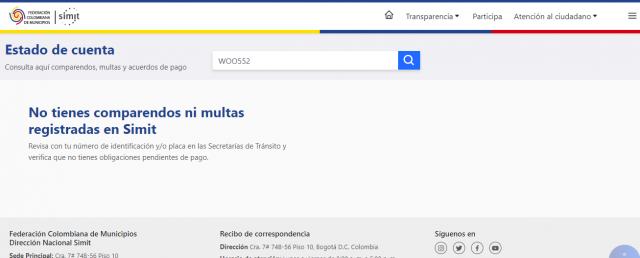 FEDERACIÓN
COLOMBIANA
DE MUNICIPIOS
simit
Transparencia
Participa
Atención al ciudadano
Estado de cuenta
Consulta aquí comparendos, multas y acuerdos de pago
WOO552
No tienes comparendos ni multas
registradas en Simit
Revisa con tu número de identificación y/o placa en las Secretarías de Tránsito y
verifica que no tienes obligaciones pendientes de pago.
Federación Colombiana de Municipios
Dirección Nacional Simit
Sede Principal: Cra. 7# 748-56 Piso 10
Recibo de correspondencia
Dirección Cra. 7# 748-56 Piso 10, Bogotá D.C. Colombia
Síguenos en